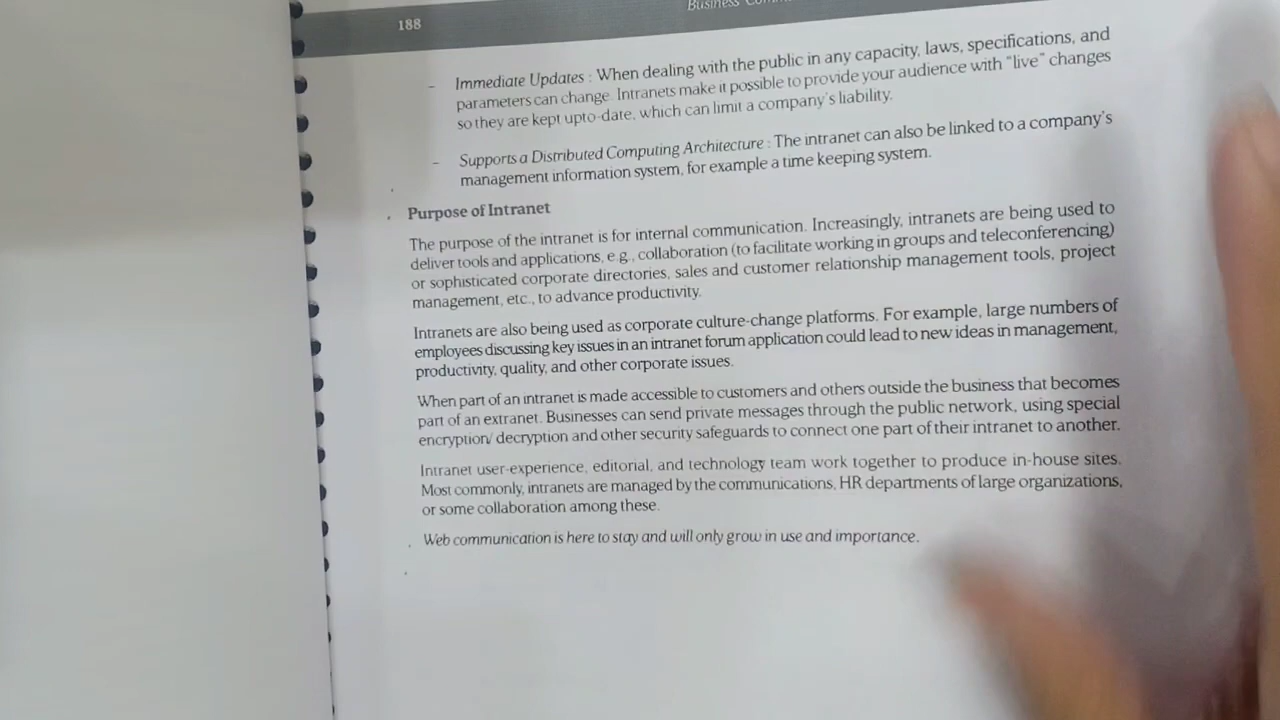 188
Business
- Immediate Updates : When dealing with the public in any capacity, laws, specifications, and
parameters can change. Intranets make it possible to provide your audience with "live" changes
so they are kept upto-date, which can limit a company's liability.
- Supports a Distributed Computing Architecture : The intranet can also be linked to a company's
management information system, for example a time keeping system.
Purpose of Intranet
The purpose of the intranet is for internal communication. Increasingly, intranets are being used to
deliver tools and applications, e.g., collaboration (to facilitate working in groups and teleconferencing)
or sophisticated corporate directories, sales and customer relationship management tools, project
management, etc., to advance productivity.
Intranets are also being used as corporate culture-change platforms. For example, large numbers of
employees discussing key issues in an intranet forum application could lead to new ideas in management,
productivity, quality, and other corporate issues.
When part of an intranet is made accessible to customers and others outside the business that becomes
part of an extranet. Businesses can send private messages through the public network, using special
encryption/ decryption and other security safeguards to connect one part of their intranet to another.
Intranet user-experience, editorial, and technology team work together to produce in-house sites.
Most commonly, intranets are managed by the communications, HR departments of large organizations,
or some collaboration among these.
Web communication is here to stay and will only grow in use and importance.